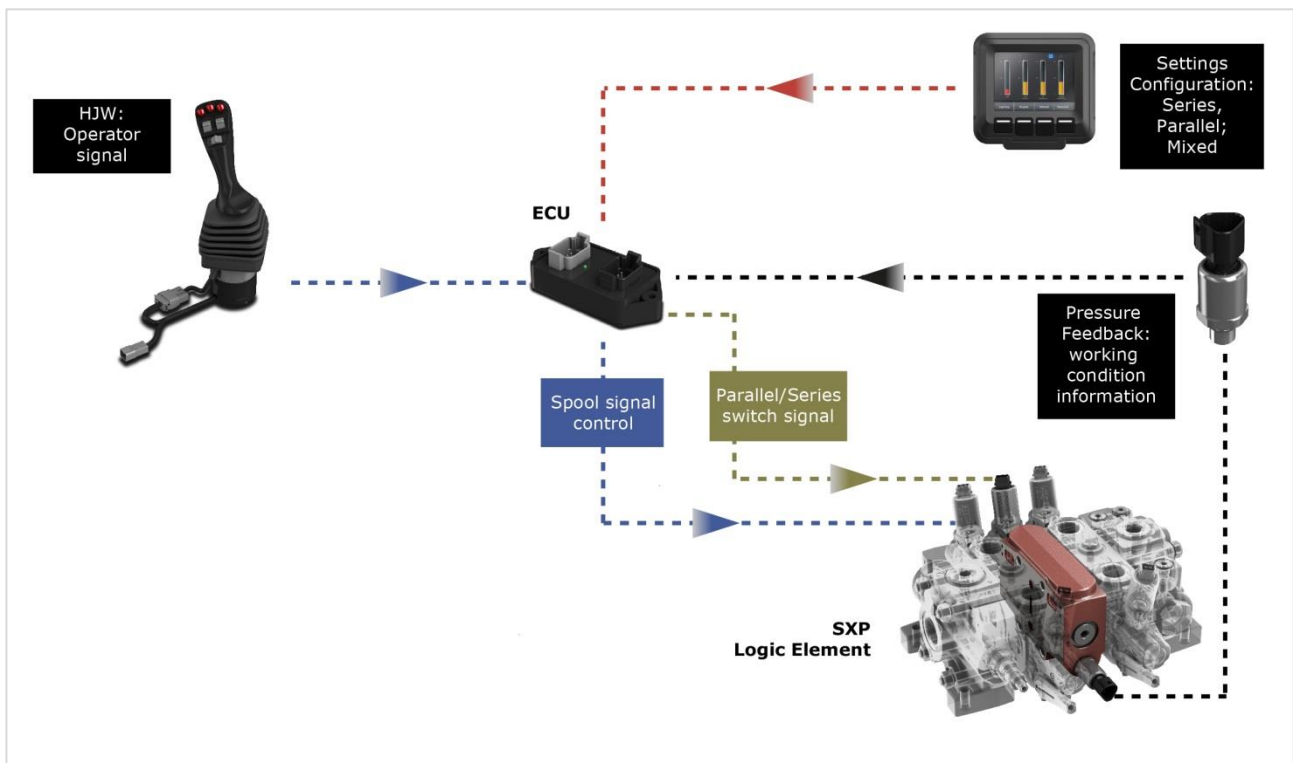 HJW:
Operator
signal
Settings
Configuration:
Series,
Parallel;
Mixed
ECU
Pressure
Feedback:
working
condition
information
Spool signal
control
Parallel/Series
switch signal
SXP
Logic Element